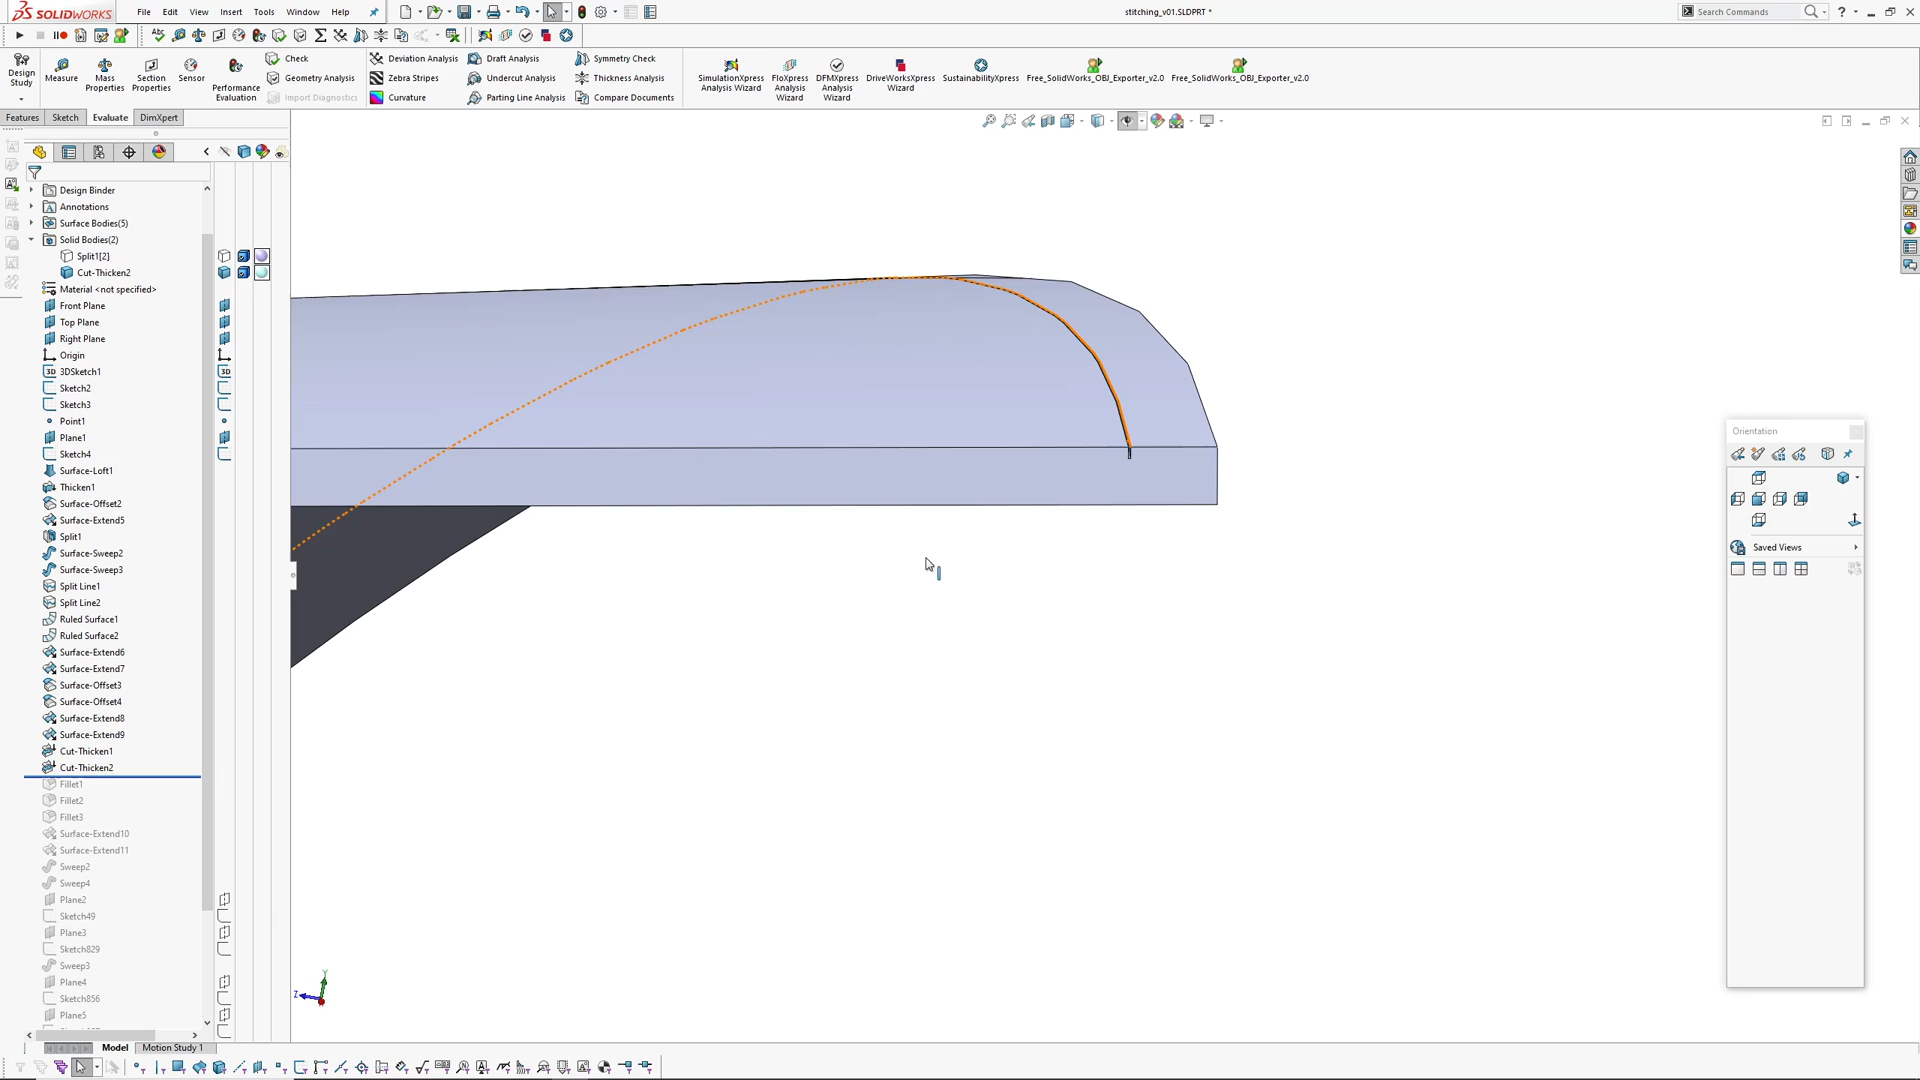 SOLIDWORKS File Edit View Insert Tools Window Help stitching_v01.SLDPRT * Search Commands
Design Study
Measure
Mass Properties
Section Properties
Sensor
Performance Evaluation
Check
Geometry Analysis
Import Diagnostics
Deviation Analysis
Zebra Stripes
Curvature
Draft Analysis
Undercut Analysis
Parting Line Analysis
Symmetry Check
Thickness Analysis
Compare Documents
SimulationXpress Analysis Wizard
FloXpress Analysis Wizard
DFMXpress Analysis Wizard
DriveWorksXpress Wizard
SustainabilityXpress
Free_SolidWorks_OBJ_Exporter_v2.0
Free_SolidWorks_OBJ_Exporter_v2.0
Features Sketch Evaluate DimXpert
Design Binder
Annotations
Surface Bodies(5)
Solid Bodies(2)
Split1[2]
Cut-Thicken2
Material <not specified>
Front Plane
Top Plane
Right Plane
Origin
3D 3DSketch1 3D
Sketch2
Sketch3
Point1
Plane1
Sketch4
Surface-Loft1
Thicken1
Surface-Offset2
Surface-Extend5
Split1
Surface-Sweep2
Surface-Sweep3
Split Line1
Split Line2
Ruled Surface1
Ruled Surface2
Surface-Extend6
Surface-Extend7
Surface-Offset3
Surface-Offset4
Surface-Extend8
Surface-Extend9
Cut-Thicken1
Cut-Thicken2
Fillet1
Fillet2
Fillet3
Surface-Extend10
Surface-Extend11
Sweep2
Sweep4
Plane2
Sketch49
Plane3
Sketch829
Sweep3
Plane4
Sketch856
Plane5
Orientation
Saved Views
Y
Z
Model Motion Study 1